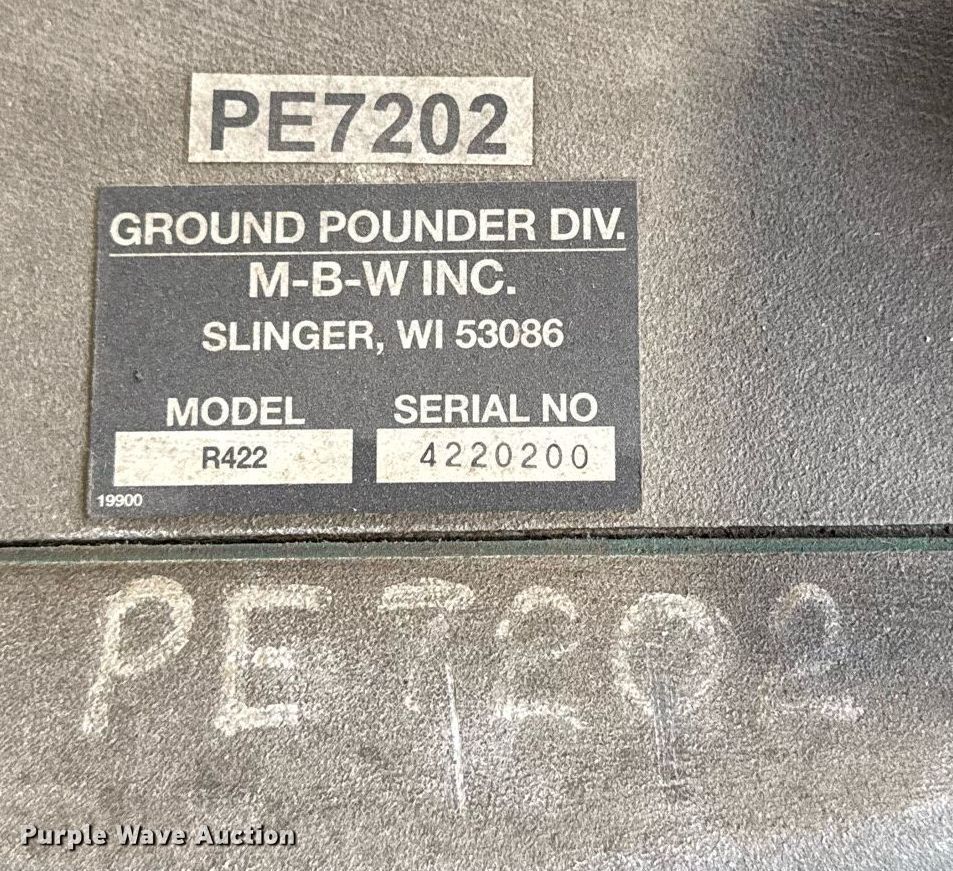 PE7202
GROUND POUNDER DIV.
M-B-W INC.
SLINGER, WI 53086
MODEL SERIAL NO
R422 4220200
19900
PE7202
Purple Wave Auction